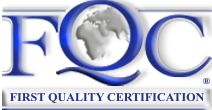 FQC
®
FIRST QUALITY CERTIFICATION